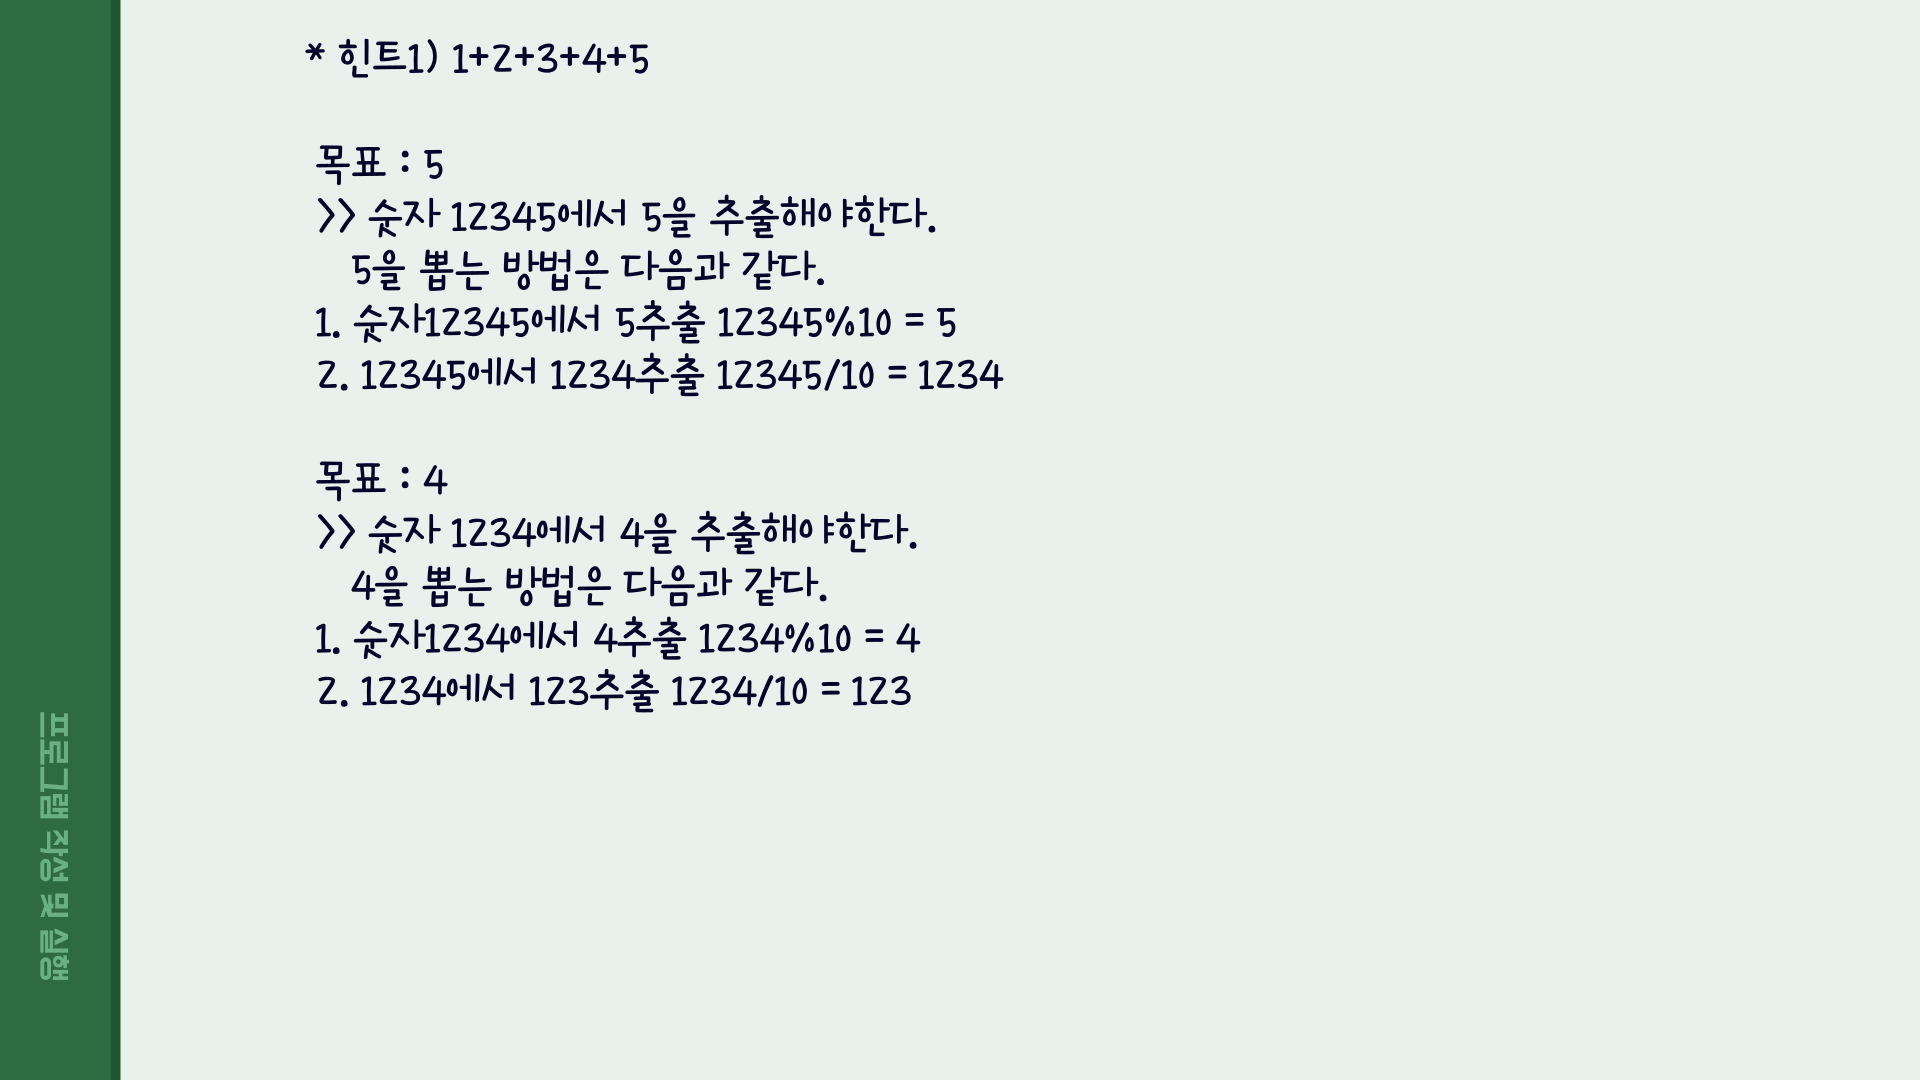 * 힌트1) 1+2+3+4+5
목표 : 5
>> 숫자 12345에서 5을 추출해야한다.
5을 뽑는 방법은 다음과 같다.
1. 숫자12345에서 5추출 12345%10 = 5
2. 12345에서 1234추출 12345/10 = 1234
목표 : 4
>> 숫자 1234에서 4을 추출해야한다.
4을 뽑는 방법은 다음과 같다.
1. 숫자1234에서 4추출 1234%10 = 4
2. 1234에서 123추출 1234/10 = 123
프로그램 작성 및 실행